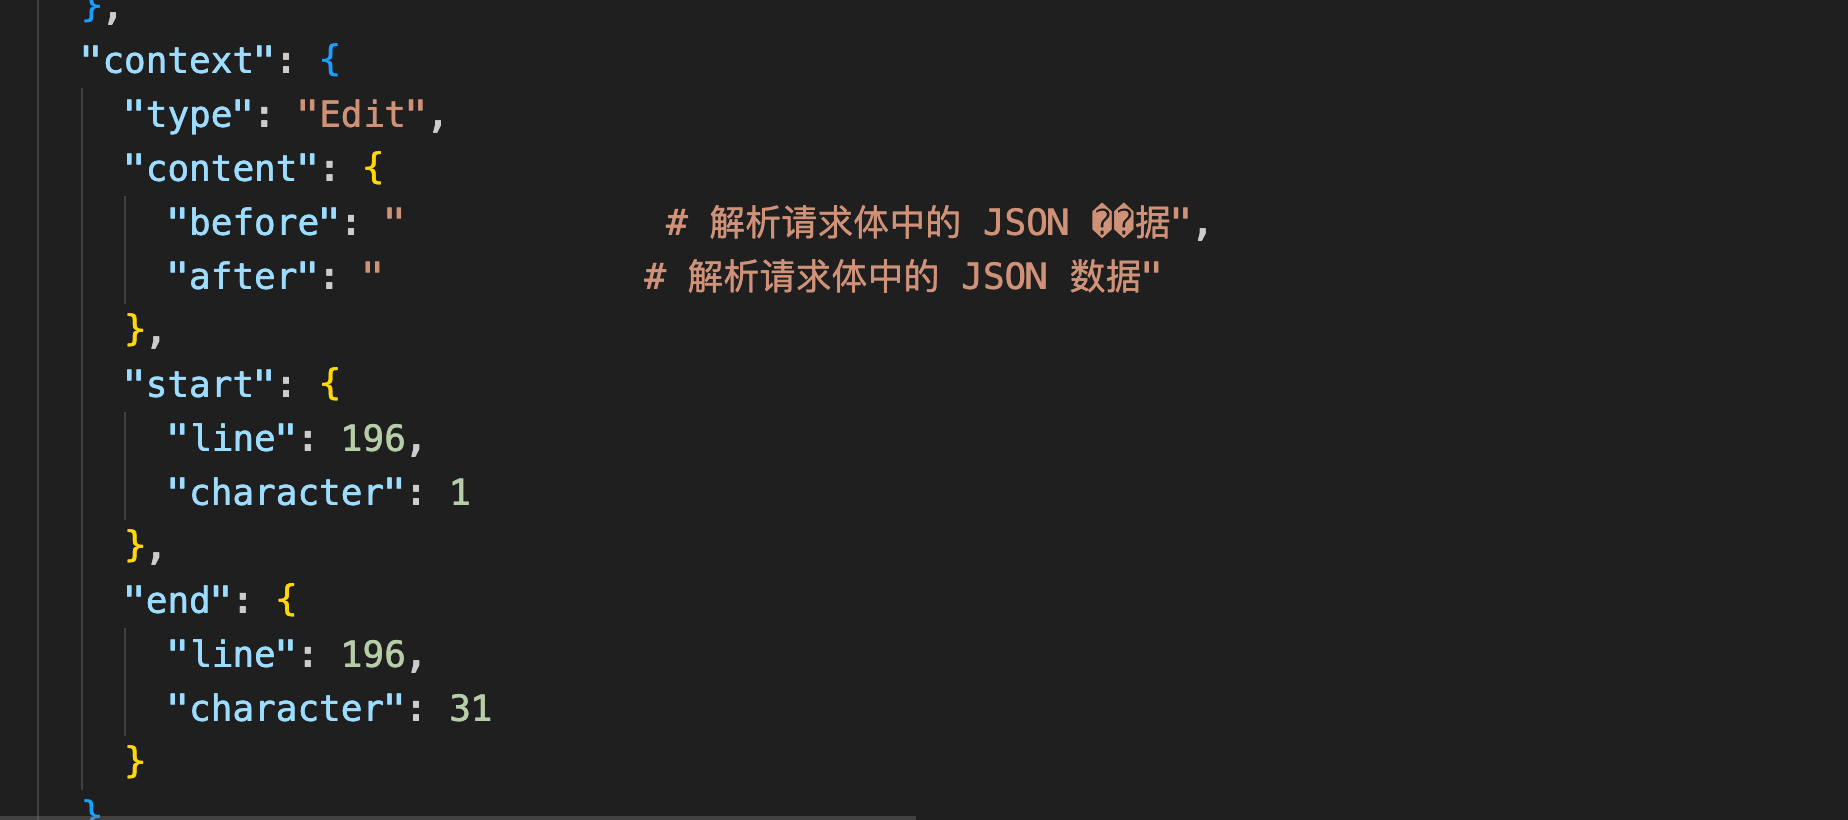 },
"context": {
"type": "Edit",
"content": {
"before": "            # 解析请求体中的 JSON ��据",
"after": "            # 解析请求体中的 JSON 数据"
},
"start": {
"line": 196,
"character": 1
},
"end": {
"line": 196,
"character": 31
}
}